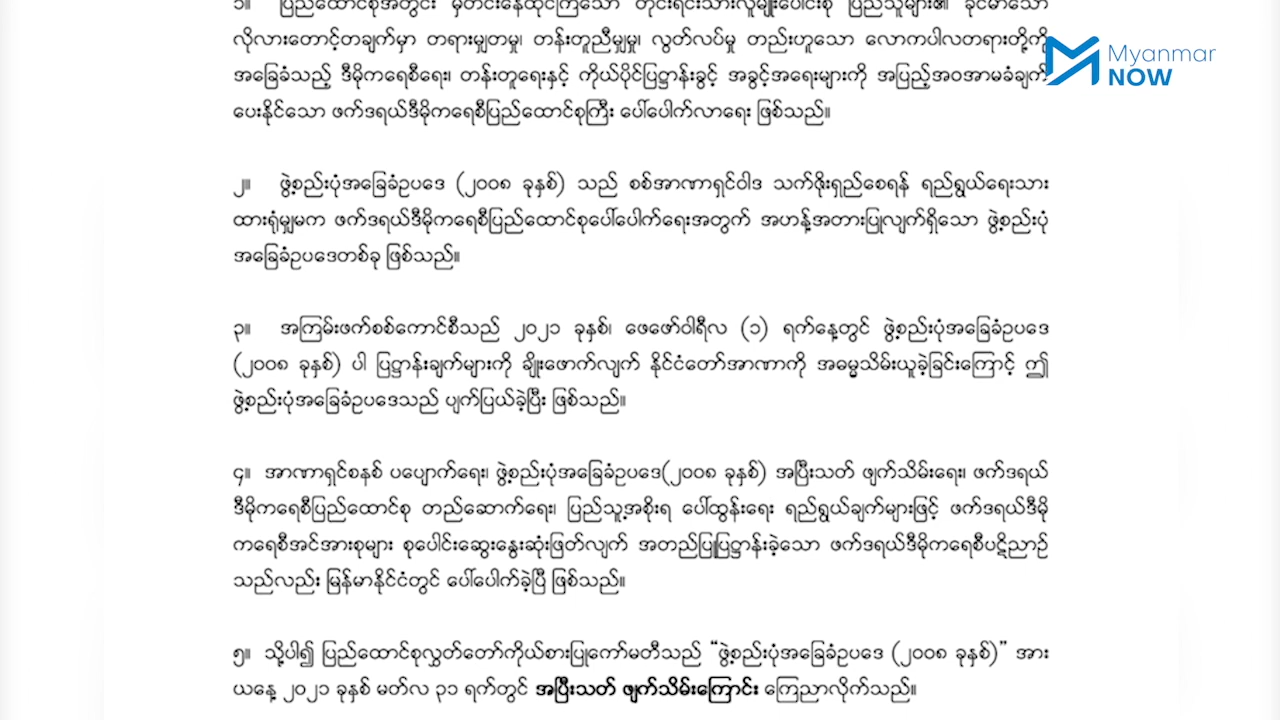 ၁။ ပြည်ထောင်စုအတွင်း မှီတင်းနေထိုင်ကြသော တိုင်းရင်းသားလူမျိုးပေါင်းစု ပြည်သူများ၏ ခိုင်မာသော
လိုလားတောင့်တချက်မှာ တရားမျှတမှု၊ တန်းတူညီမျှမှု၊ လွတ်လပ်မှု တည်းဟူသော လောကပါလတရားတို့ကို
Myanmar
NOW
အခြေခံသည့် ဒီမိုကရေစီရေး၊ တန်းတူရေးနှင့် ကိုယ်ပိုင်ပြဋ္ဌာန်းခွင့် အခွင့်အရေးများကို အပြည့်အဝအာမခံချက်
ပေးနိုင်သော ဖက်ဒရယ်ဒီမိုကရေစီပြည်ထောင်စုကြီး ပေါ်ပေါက်လာရေး ဖြစ်သည်။
၂။ ဖွဲ့စည်းပုံအခြေခံဥပဒေ (၂၀၀၈ ခုနှစ်) သည် စစ်အာဏာရှင်ဝါဒ သက်ဖိုးရှည်စေရန် ရည်ရွယ်ရေးသား
ထားရုံမျှမက ဖက်ဒရယ်ဒီမိုကရေစီပြည်ထောင်စုပေါ်ပေါက်ရေးအတွက် အဟန့်အတားပြုလျက်ရှိသော ဖွဲ့စည်းပုံ
အခြေခံဥပဒေတစ်ခု ဖြစ်သည်။
၃။ အကြမ်းဖက်စစ်ကောင်စီသည် ၂၀၂၁ ခုနှစ်၊ ဖေဖော်ဝါရီလ (၁) ရက်နေ့တွင် ဖွဲ့စည်းပုံအခြေခံဥပဒေ
(၂၀၀၈ ခုနှစ်) ပါ ပြဋ္ဌာန်းချက်များကို ချိုးဖောက်လျက် နိုင်ငံတော်အာဏာကို အဓမ္မသိမ်းယူခဲ့ခြင်းကြောင့် ဤ
ဖွဲ့စည်းပုံအခြေခံဥပဒေသည် ပျက်ပြယ်ခဲ့ပြီး ဖြစ်သည်။
၄။ အာဏာရှင်စနစ် ပပျောက်ရေး၊ ဖွဲ့စည်းပုံအခြေခံဥပဒေ(၂၀၀၈ ခုနှစ်) အပြီးသတ် ဖျက်သိမ်းရေး၊ ဖက်ဒရယ်
ဒီမိုကရေစီပြည်ထောင်စု တည်ဆောက်ရေး၊ ပြည်သူ့အစိုးရ ပေါ်ထွန်းရေး ရည်ရွယ်ချက်များဖြင့် ဖက်ဒရယ်ဒီမို
ကရေစီအင်အားစုများ စုပေါင်းဆွေးနွေးဆုံးဖြတ်လျက် အတည်ပြုပြဋ္ဌာန်းခဲ့သော ဖက်ဒရယ်ဒီမိုကရေစီပဋိညာဉ်
သည်လည်း မြန်မာနိုင်ငံတွင် ပေါ်ပေါက်ခဲ့ပြီ ဖြစ်သည်။
၅။ သို့ပါ၍ ပြည်ထောင်စုလွှတ်တော်ကိုယ်စားပြုကော်မတီသည် “ဖွဲ့စည်းပုံအခြေခံဥပဒေ (၂၀၀၈ ခုနှစ်)” အား
ယနေ့ ၂၀၂၁ ခုနှစ် မတ်လ ၃၁ ရက်တွင် အပြီးသတ် ဖျက်သိမ်းကြောင်း ကြေညာလိုက်သည်။